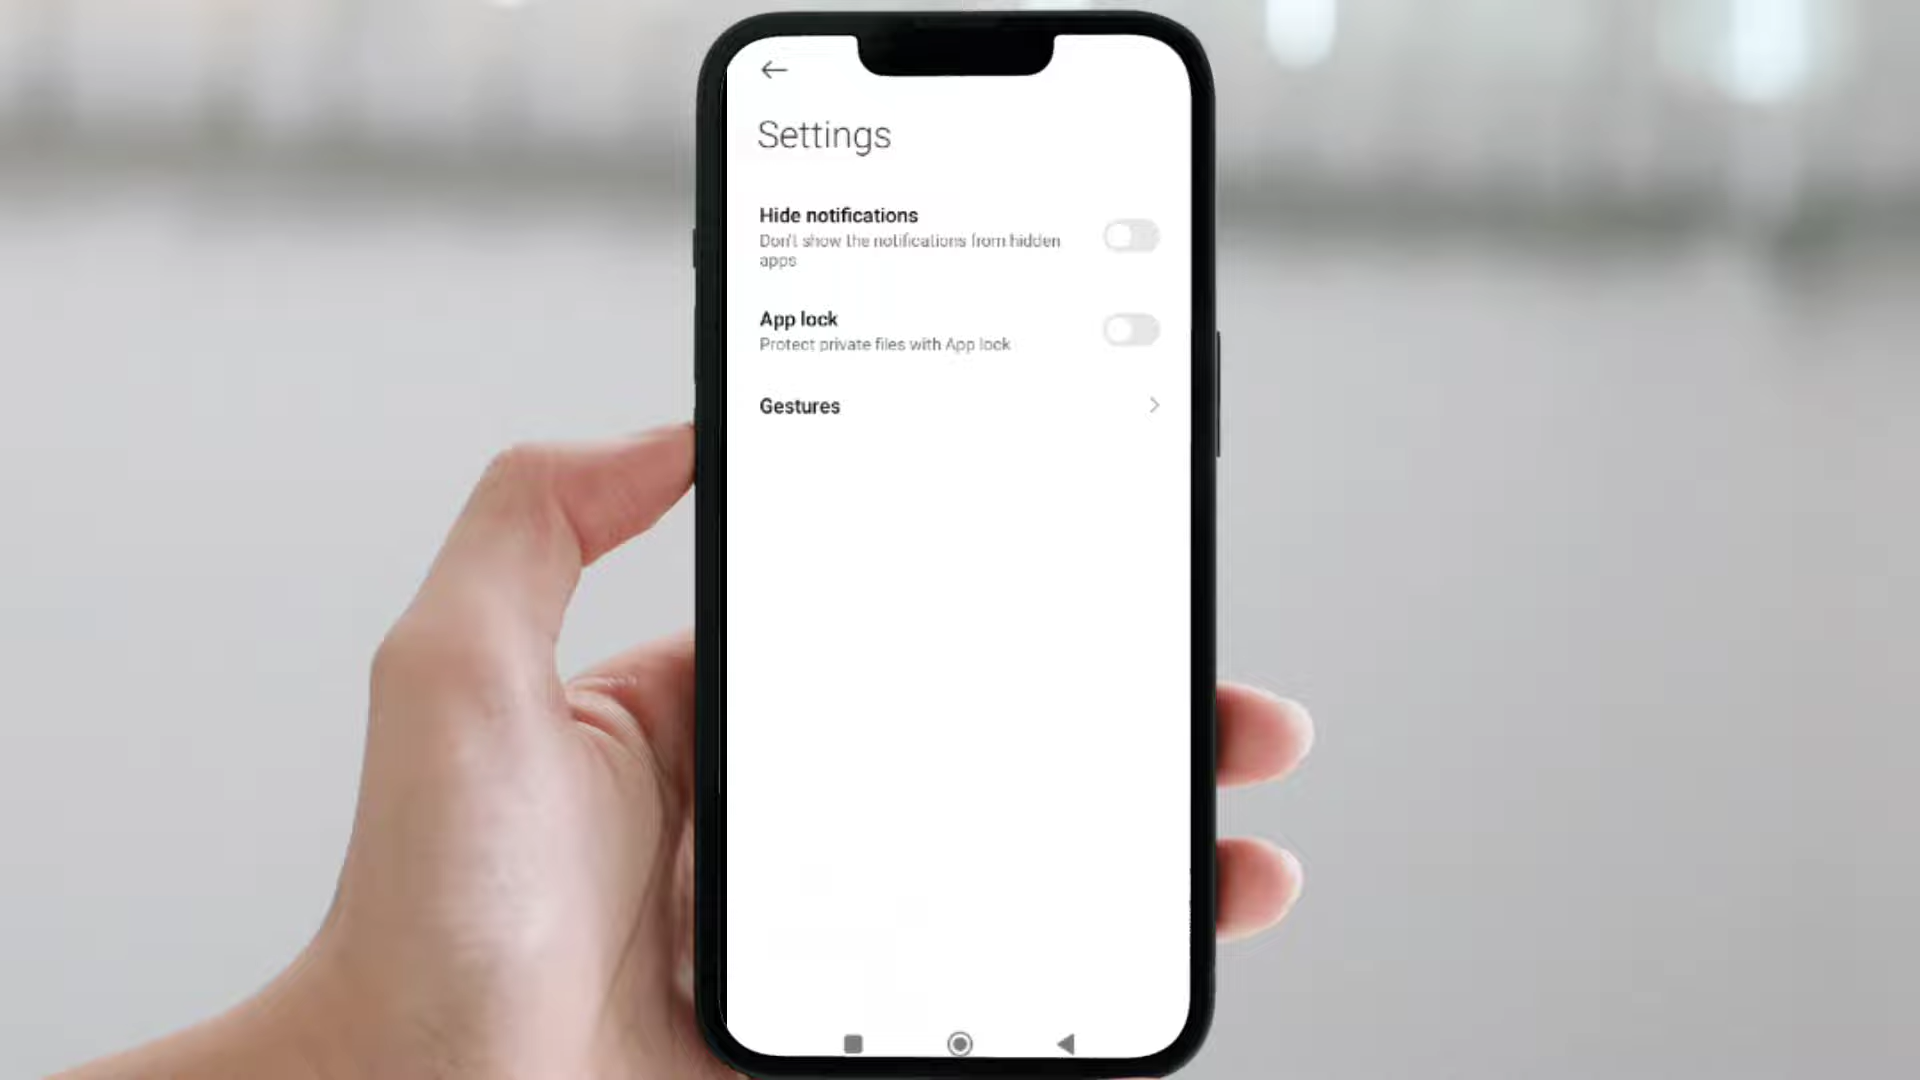 Settings
Hide notifications
Don't show the notifications from hidden
apps
App lock
Protect private files with App lock
Gestures